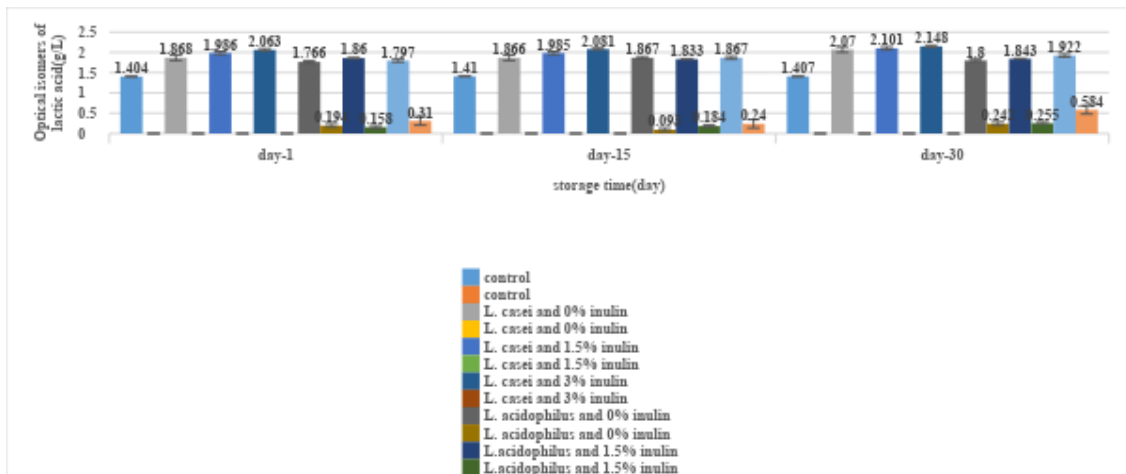 Optical isomers of
lactic acid(g/L)
2.5
2
1.5
1
0.5
0
1.404
1.868
1.986
2.063
1.766
1.86
0.158
1.797
0.31
1.41
1.866
1.985
2.081
1.867
1.833
0.184
1.867
0.24
1.407
2.07
2.101
2.148
1.8
1.843
0.255
1.922
0.584
day-1
day-15
day-30
storage time(day)
control
control
L. casei and 0% inulin
L. casei and 0% inulin
L. casei and 1.5% inulin
L. casei and 1.5% inulin
L. casei and 3% inulin
L. casei and 3% inulin
L. acidophilus and 0% inulin
L. acidophilus and 0% inulin
L.acidophilus and 1.5% inulin
L.acidophilus and 1.5% inulin